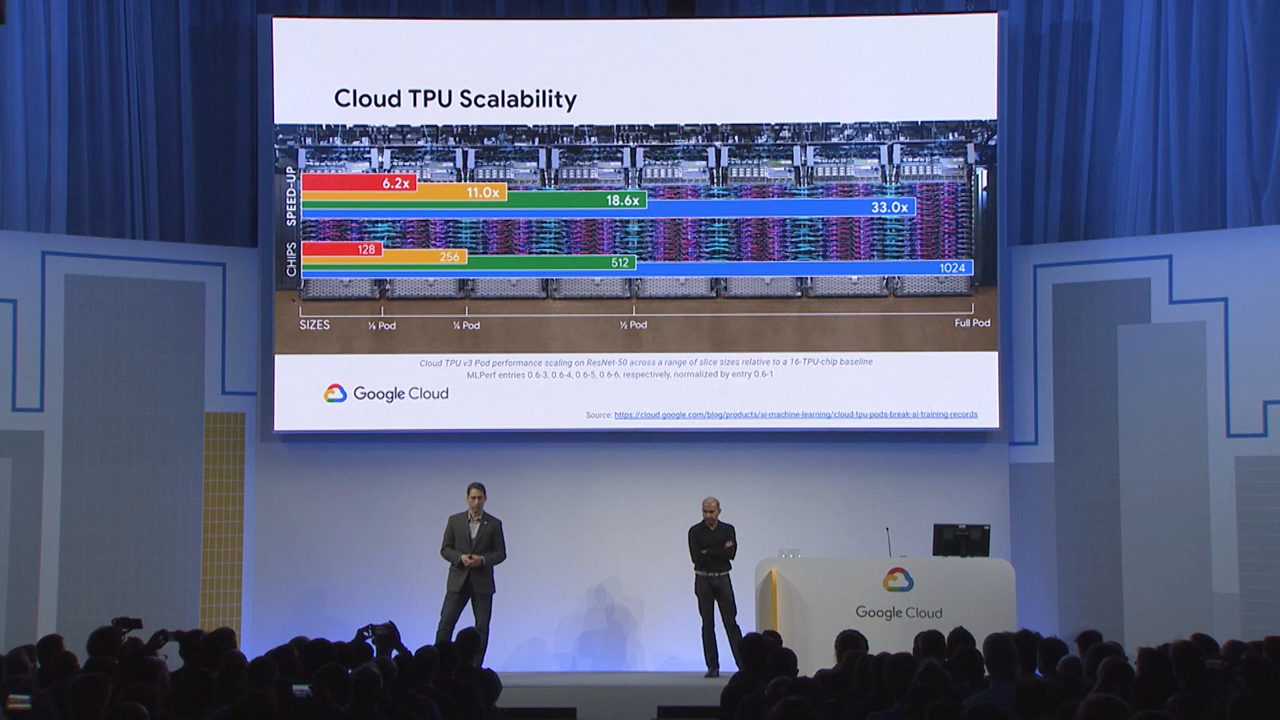 Cloud TPU Scalability
SPEED-UP
6.2x
11.0x
18.6x
33.0x
CHIPS
128
256
512
1024
SIZES
⅛ Pod
¼ Pod
½ Pod
Full Pod
Cloud TPU v3 Pod performance scaling on ResNet-50 across a range of slice sizes relative to a 16-TPU-chip baseline
MLPerf entries 0.6-3, 0.6-4, 0.6-5, 0.6-6, respectively, normalized by entry 0.6-1
Google Cloud
Source: https://cloud.google.com/blog/products/ai-machine-learning/cloud-tpu-pods-break-ai-training-records
Google Cloud